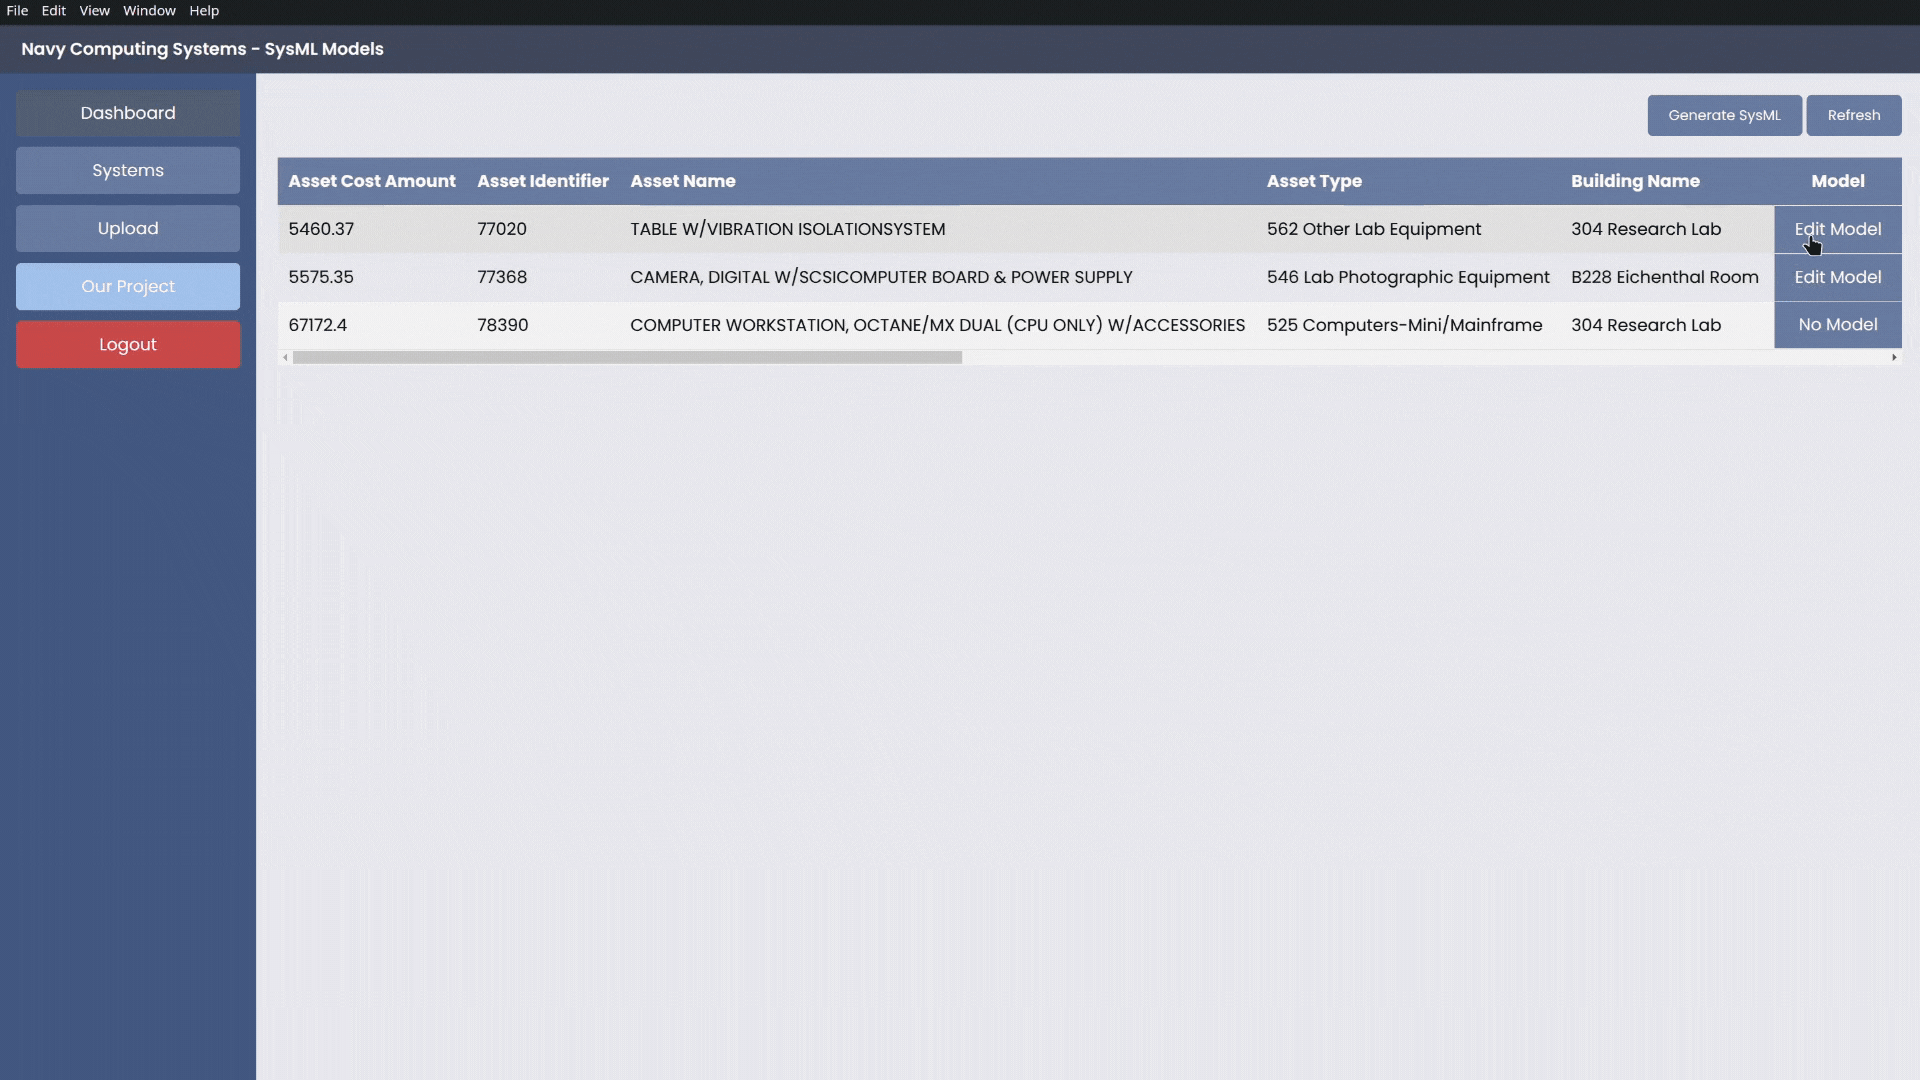 File Edit View Window Help
Navy Computing Systems - SysML Models
Dashboard
Systems
Upload
Our Project
Logout
Generate SysML Refresh
Asset Cost Amount Asset Identifier Asset Name Asset Type Building Name Model
5460.37 77020 TABLE W/VIBRATION ISOLATIONSYSTEM 562 Other Lab Equipment 304 Research Lab Edit Model
5575.35 77368 CAMERA, DIGITAL W/SCSICOMPUTER BOARD & POWER SUPPLY 546 Lab Photographic Equipment B228 Eichenthal Room Edit Model
67172.4 78390 COMPUTER WORKSTATION, OCTANE/MX DUAL (CPU ONLY) W/ACCESSORIES 525 Computers-Mini/Mainframe 304 Research Lab No Model